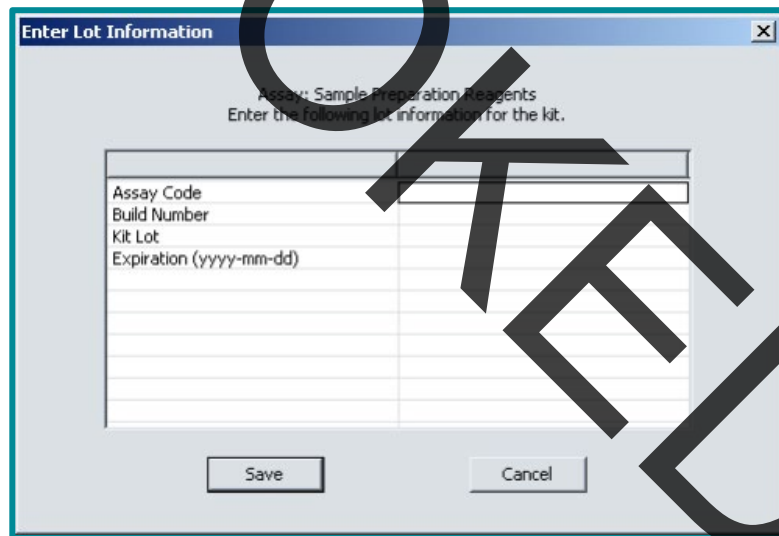 Enter Lot Information
Assay: Sample Preparation Reagents
Enter the following lot information for the kit.
Assay Code
Build Number
Kit Lot
Expiration (yyyy-mm-dd)
Save
Cancel
OKED